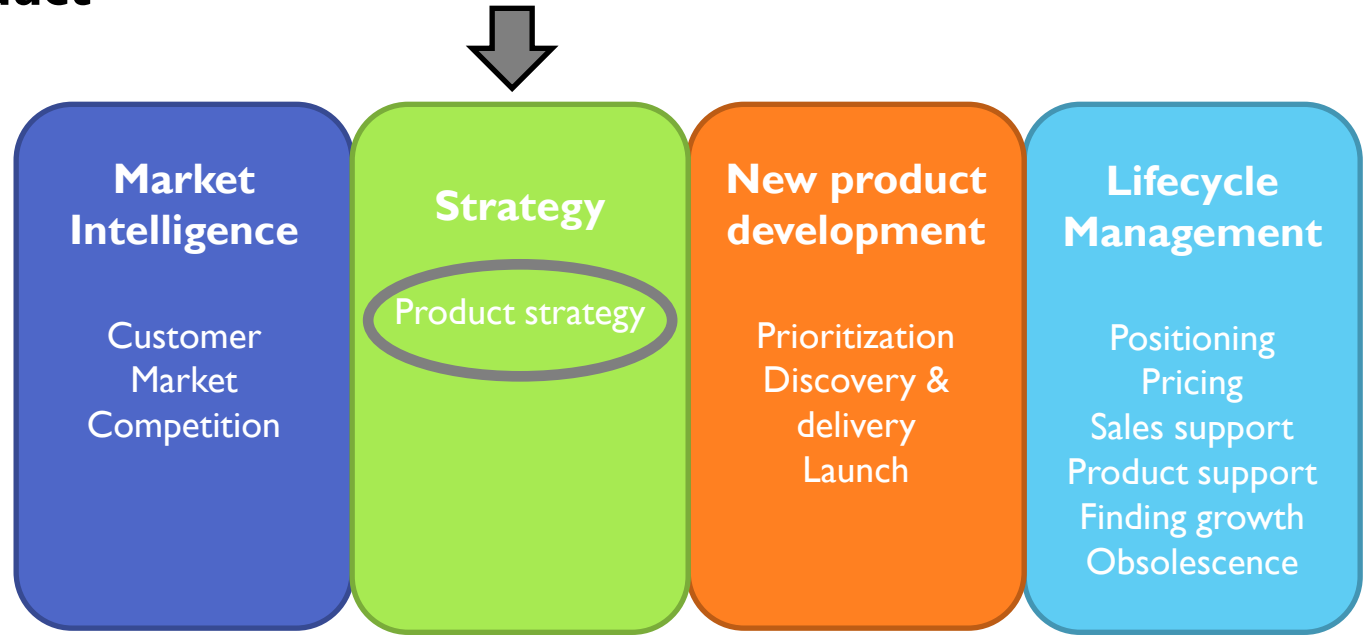 Market
Intelligence
Customer
Market
Competition
Strategy
Product strategy
New product
development
Prioritization
Discovery &
delivery
Launch
Lifecycle
Management
Positioning
Pricing
Sales support
Product support
Finding growth
Obsolescence